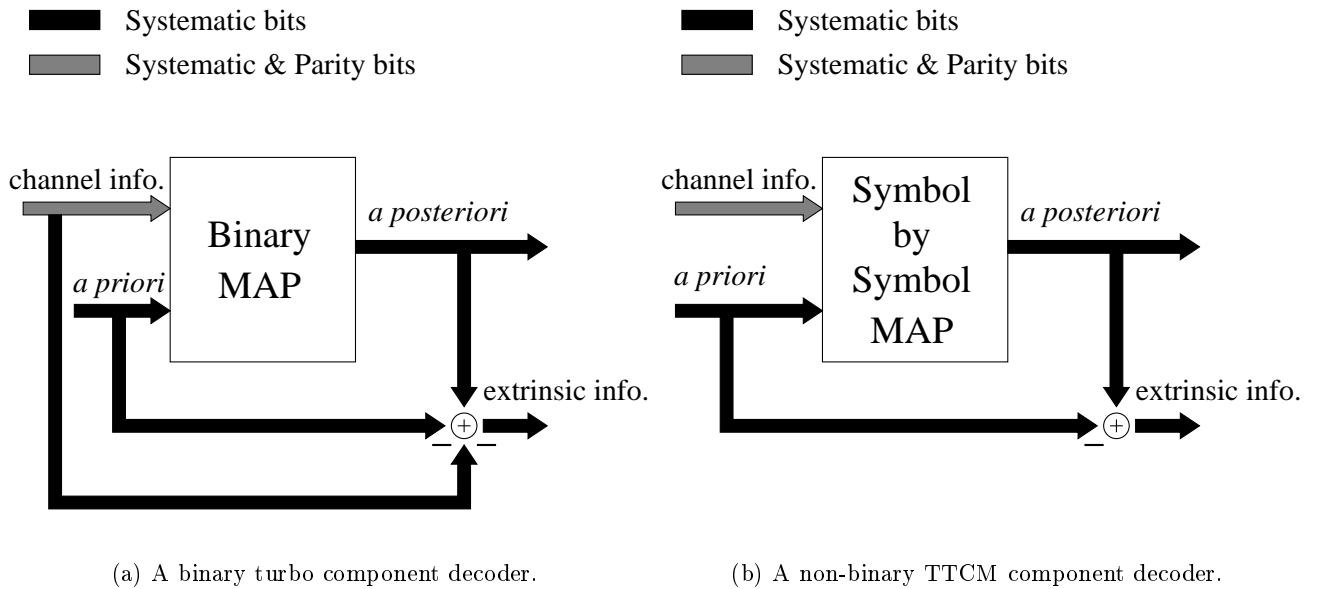 Systematic bits
Systematic & Parity bits
channel info.
a priori
Binary
MAP
a posteriori
+
extrinsic info.
– –
(a) A binary turbo component decoder.
Systematic bits
Systematic & Parity bits
channel info.
a priori
Symbol
by
Symbol
MAP
a posteriori
+
extrinsic info.
–
(b) A non-binary TTCM component decoder.